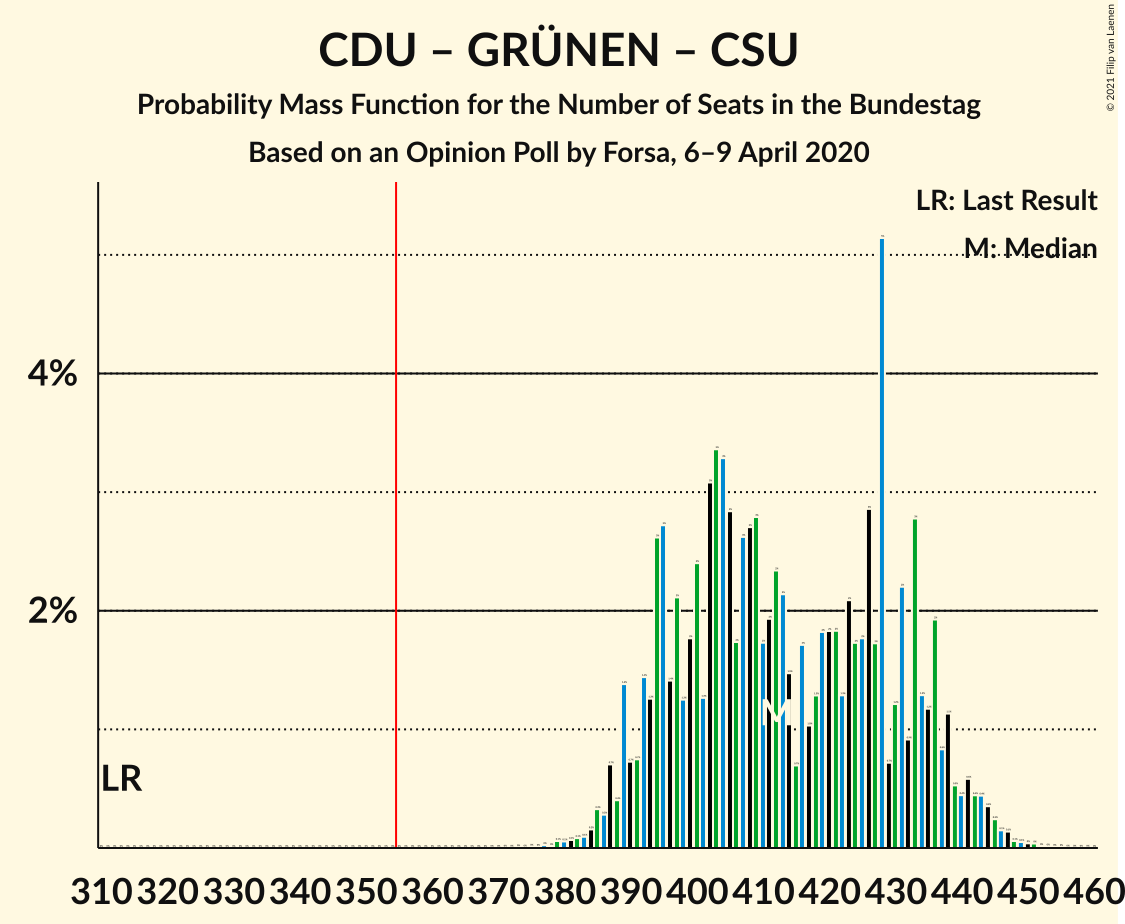 CDU – GRÜNEN – CSU
Probability Mass Function for the Number of Seats in the Bundestag
Based on an Opinion Poll by Forsa, 6–9 April 2020
© 2021 Filip van Laenen
LR: Last Result
M: Median
4%
2%
M
LR
310 320 330 340 350 360 370 380 390 400 410 420 430 440 450 460